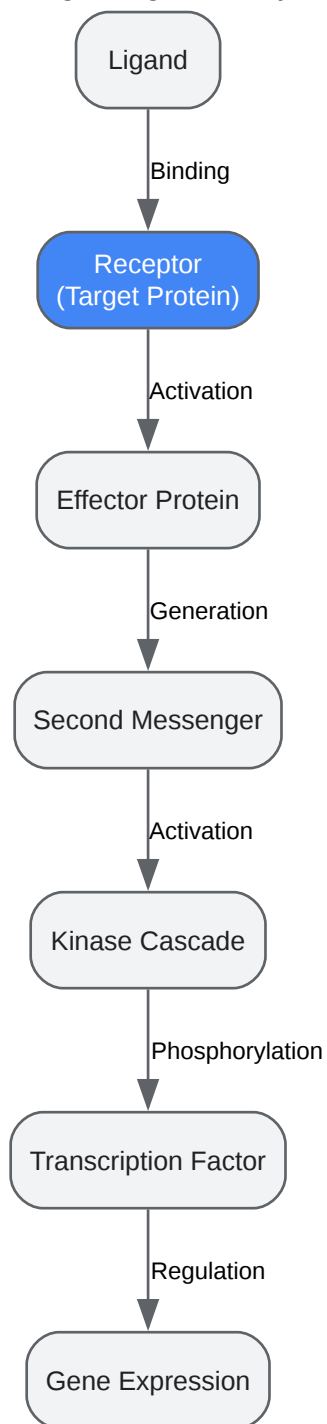 Ligand
Binding
Receptor
(Target Protein)
Activation
Effector Protein
Generation
Second Messenger
Activation
Kinase Cascade
Phosphorylation
Transcription Factor
Regulation
Gene Expression